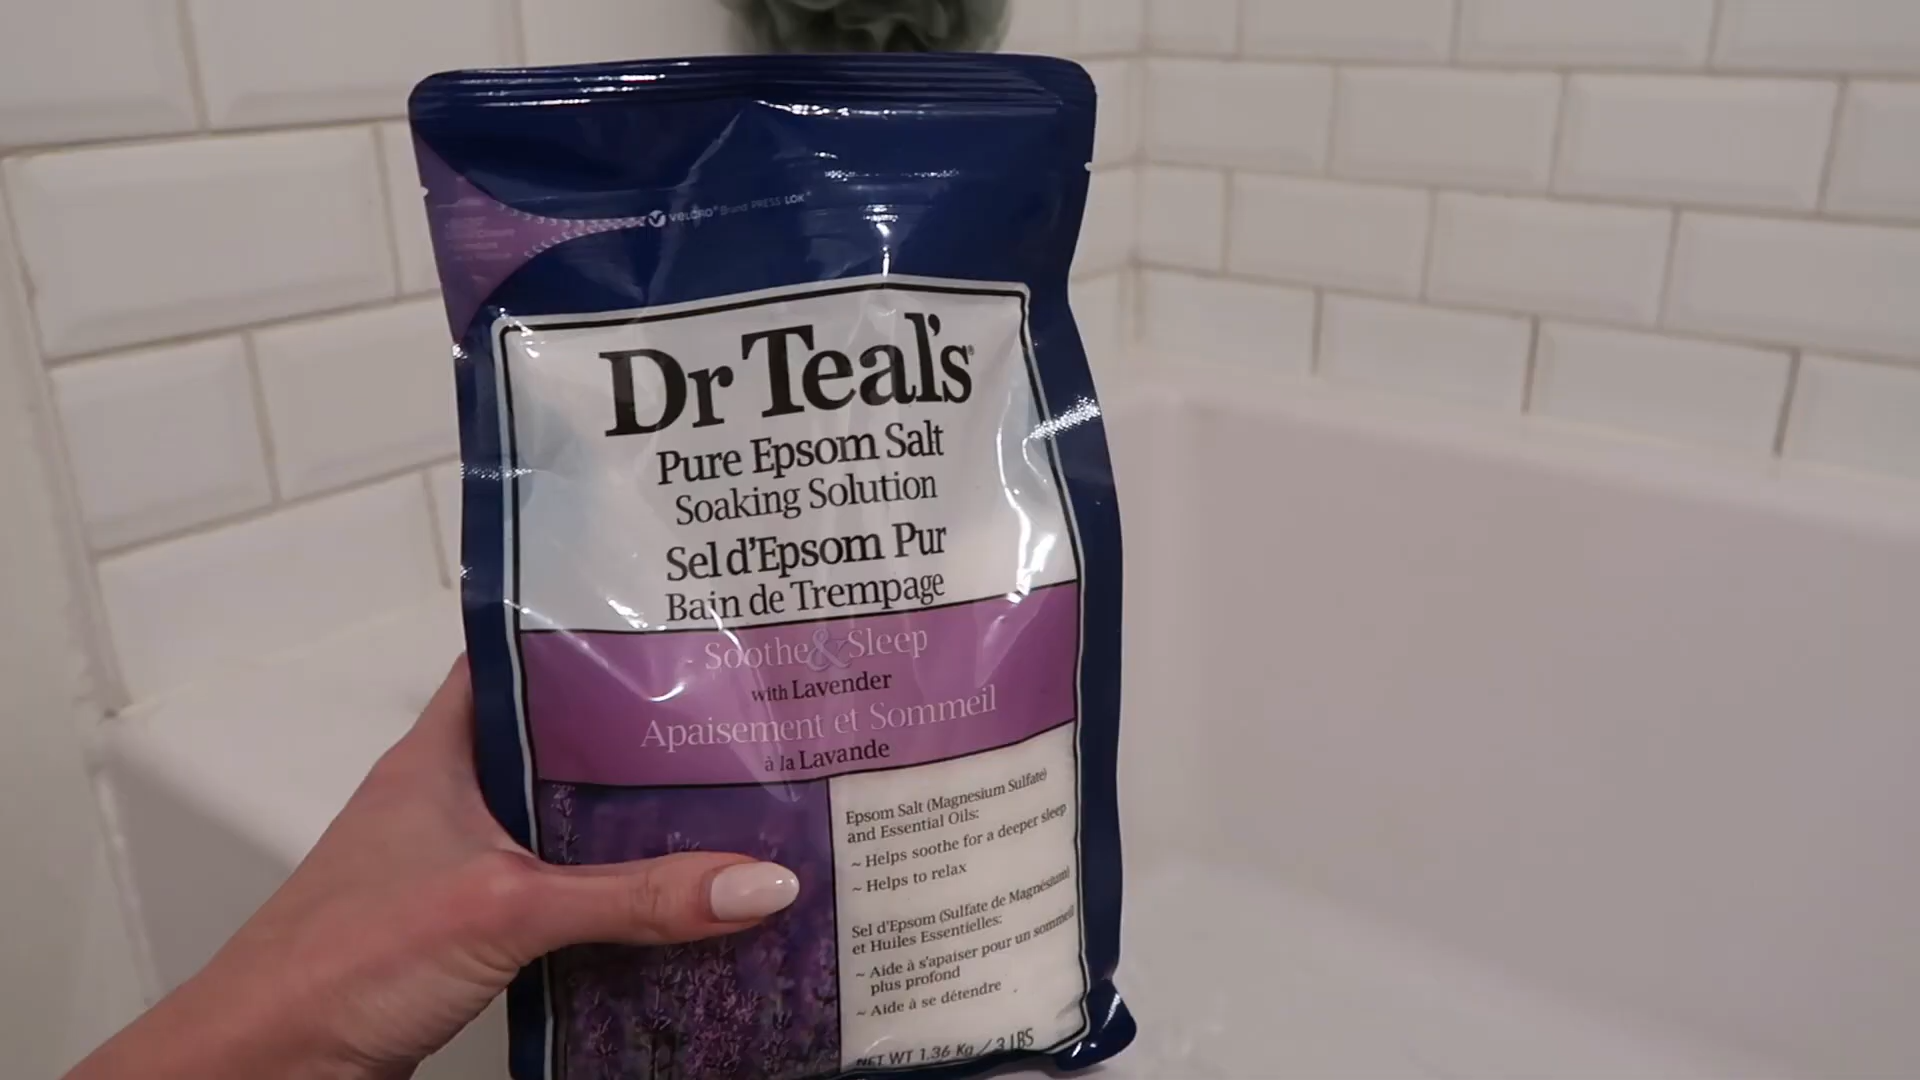 VELCRO® Brand PRESS LOK
Dr Teal's®
Pure Epsom Salt
Soaking Solution
Sel d'Epsom Pur
Bain de Trempage
Soothe & Sleep
with Lavender
Apaisement et Sommeil
à la Lavande
Epsom Salt (Magnesium Sulfate)
and Essential Oils:
~ Helps soothe for a deeper sleep
~ Helps to relax
Sel d'Epsom (Sulfate de Magnésium)
et Huiles Essentielles:
~ Aide à s'apaiser pour un sommeil
plus profond
~ Aide à se détendre
NET WT 1.36 Kg / 3 LBS